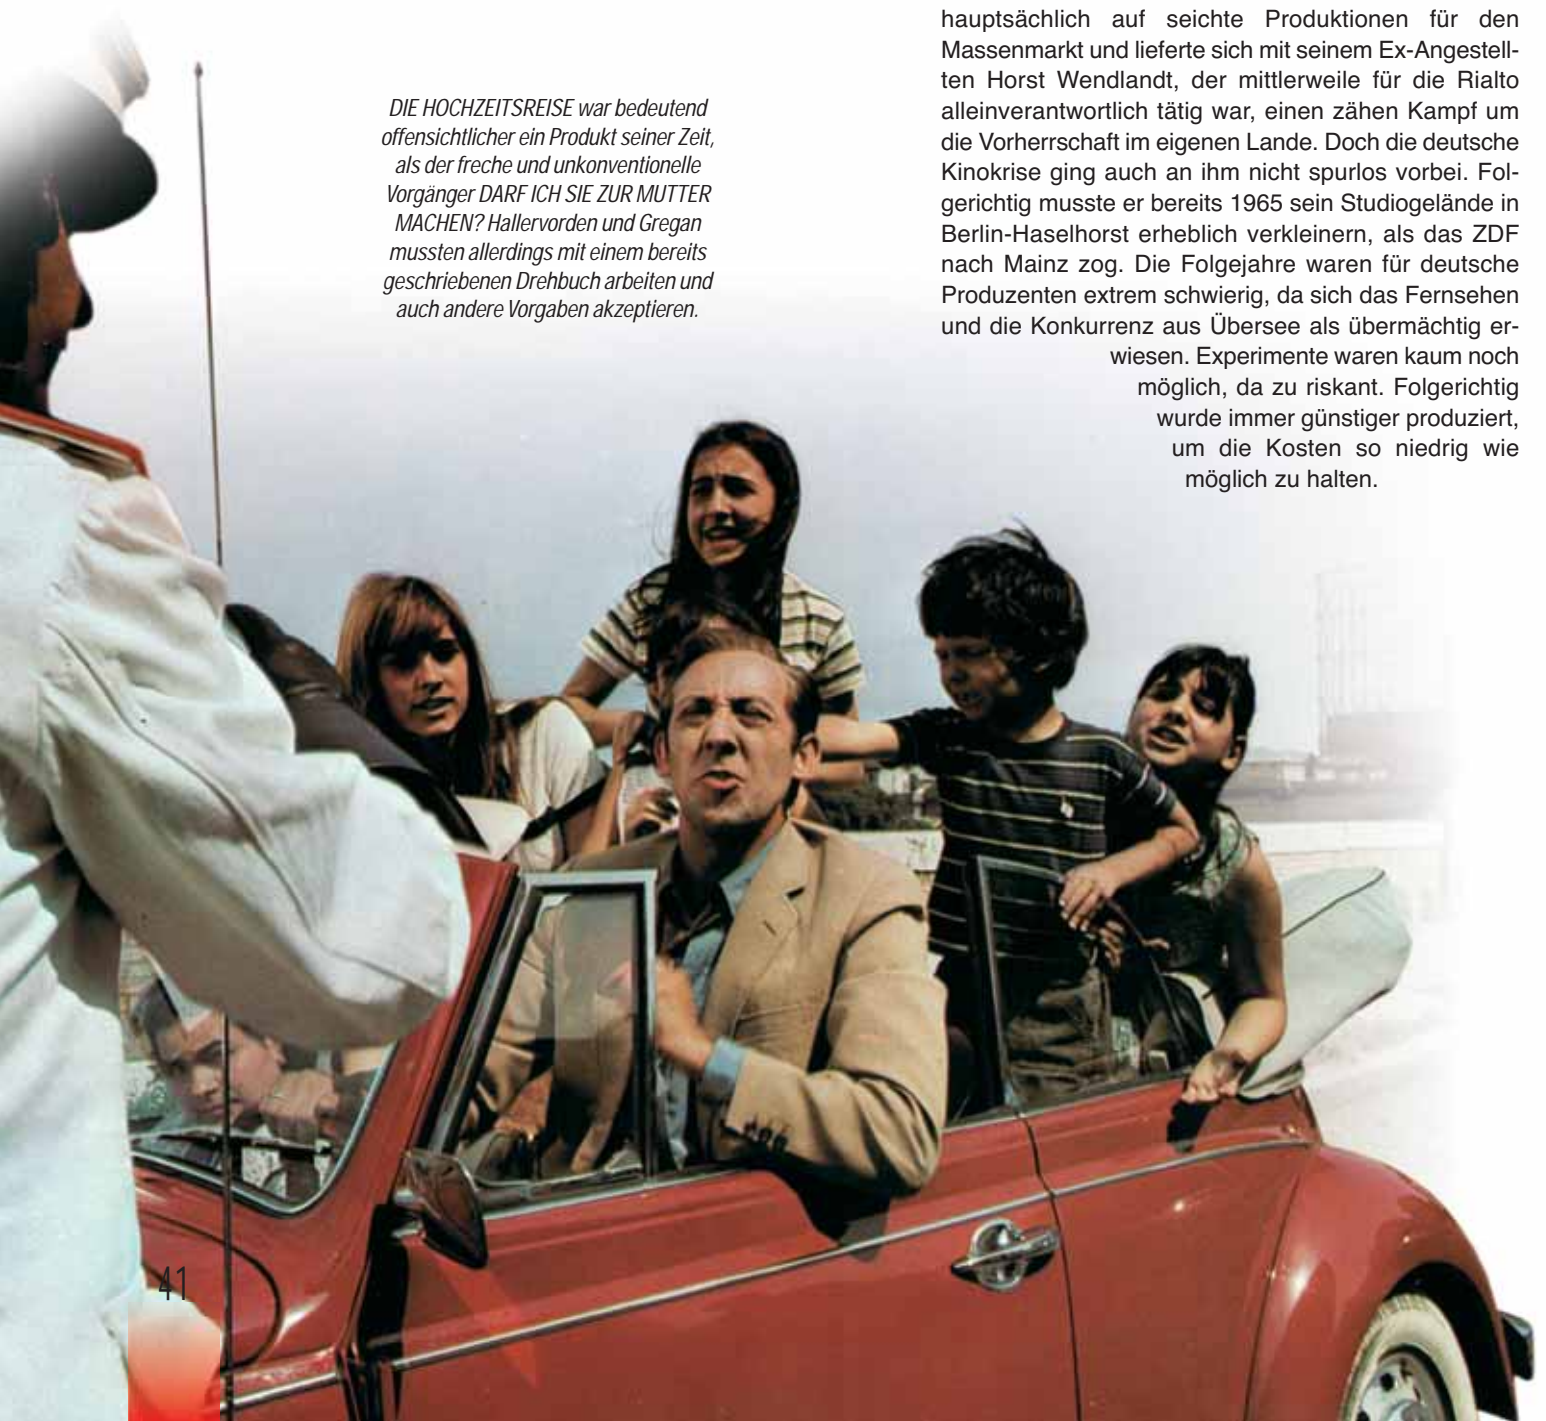 DIE HOCHZEITSREISE war bedeutend
offensichtlicher ein Produkt seiner Zeit,
als der freche und unkonventionelle
Vorgänger DARF ICH SIE ZUR MUTTER
MACHEN? Hallervorden und Gregan
mussten allerdings mit einem bereits
geschriebenen Drehbuch arbeiten und
auch andere Vorgaben akzeptieren.
hauptsächlich auf seichte Produktionen für den
Massenmarkt und lieferte sich mit seinem Ex-Angestell-
ten Horst Wendlandt, der mittlerweile für die Rialto
alleinverantwortlich tätig war, einen zähen Kampf um
die Vorherrschaft im eigenen Lande. Doch die deutsche
Kinokrise ging auch an ihm nicht spurlos vorbei. Fol-
gerichtig musste er bereits 1965 sein Studiogelände in
Berlin-Haselhorst erheblich verkleinern, als das ZDF
nach Mainz zog. Die Folgejahre waren für deutsche
Produzenten extrem schwierig, da sich das Fernsehen
und die Konkurrenz aus Übersee als übermächtig er-
wiesen. Experimente waren kaum noch
möglich, da zu riskant. Folgerichtig
wurde immer günstiger produziert,
um die Kosten so niedrig wie
möglich zu halten.
41